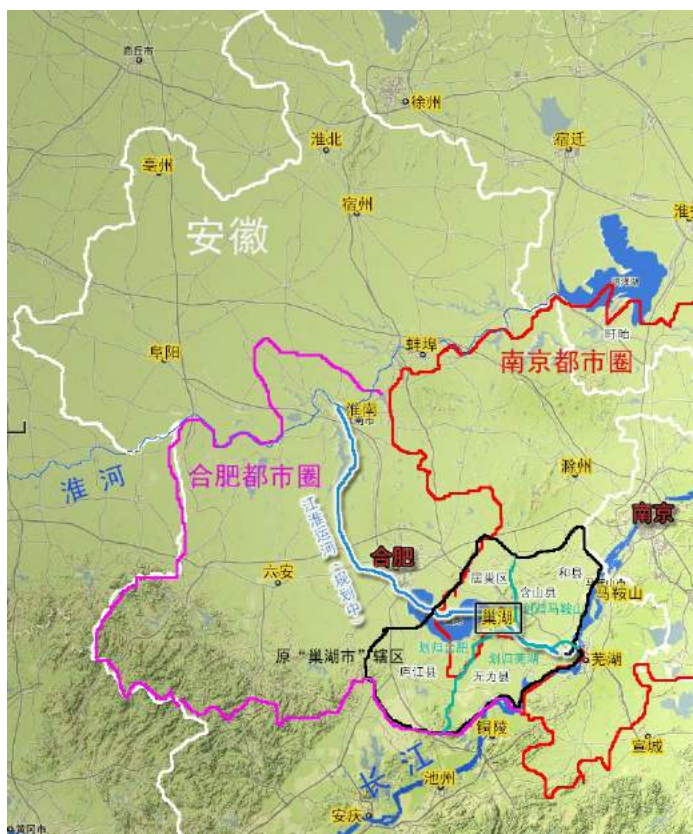 商丘市
徐州
淮北
宿迁
亳州
宿州
淮安
安徽
洪泽湖
盱眙
蚌埠
阜阳
南京都市圈
淮南
淮河
合肥都市圈
滁州
南京
江淮运河（规划中）
合肥
六安
居巢区
和县
含山县
马鞍山
划归马鞍山
巢湖
划归合肥
划归芜湖
原“巢湖市”辖区
芜湖
庐江县
无为县
铜陵
宣城
长江
池州
安庆
黄冈市